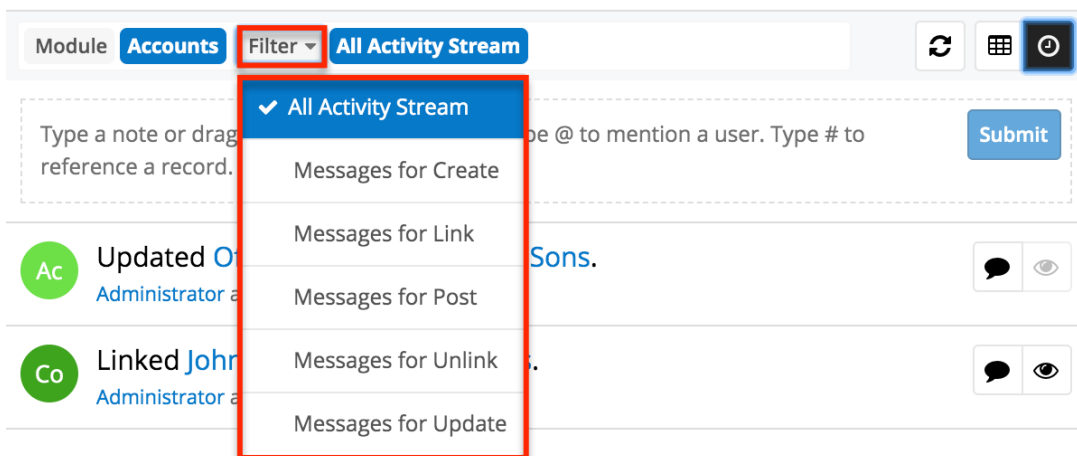 Module Accounts Filter All Activity Stream
All Activity Stream
Type a note or drag be @ to mention a user. Type # to Submit
reference a record.
Messages for Create
Messages for Link
Updated Sons.
Ac
Administrator
Messages for Post
Linked
Co
Messages for Unlink
Administrator
Messages for Update